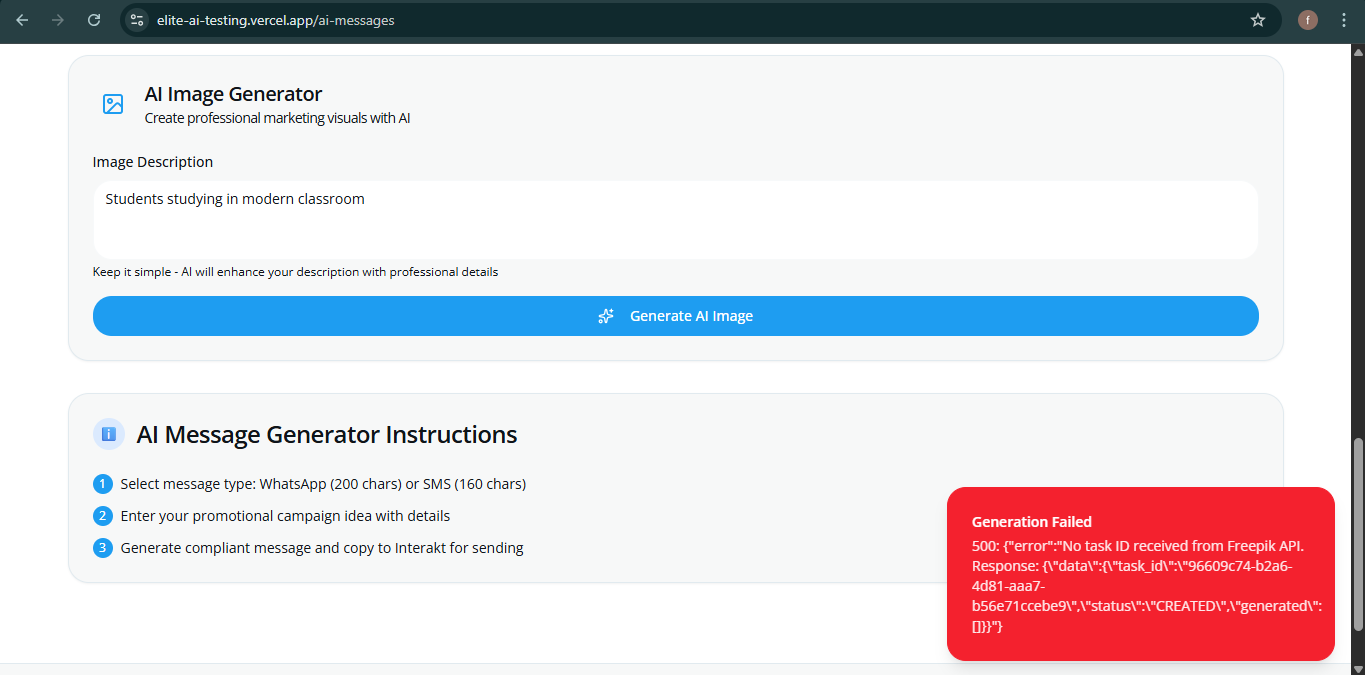 elite-ai-testing.vercel.app/ai-messages
f
AI Image Generator
Create professional marketing visuals with AI
Image Description
Students studying in modern classroom
Keep it simple - AI will enhance your description with professional details
Generate AI Image
i
AI Message Generator Instructions
1 Select message type: WhatsApp (200 chars) or SMS (160 chars)
2 Enter your promotional campaign idea with details
3 Generate compliant message and copy to Interakt for sending
Generation Failed
500: {"error":"No task ID received from Freepik API.
Response: {\"data\":{\"task_id\":\"96609c74-b2a6-
4d81-aaa7-
b56e71ccebe9\",\"status\":\"CREATED\",\"generated\":
[]}}"}